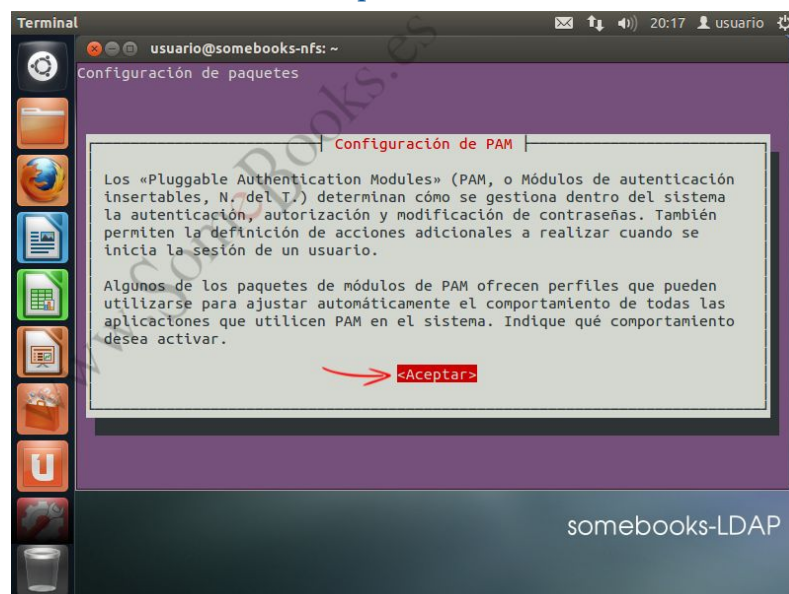 Terminal
20:17 usuario
usuario@somebooks-nfs: ~
Configuración de paquetes
Configuración de PAM
Los «Pluggable Authentication Modules» (PAM, o Módulos de autenticación
insertables, N. del T.) determinan cómo se gestiona dentro del sistema
la autenticación, autorización y modificación de contraseñas. También
permiten la definición de acciones adicionales a realizar cuando se
inicia la sesión de un usuario.
Algunos de los paquetes de módulos de PAM ofrecen perfiles que pueden
utilizarse para ajustar automáticamente el comportamiento de todas las
aplicaciones que utilicen PAM en el sistema. Indique qué comportamiento
desea activar.
<Aceptar>
somebooks-LDAP
www.SomeBooks.es